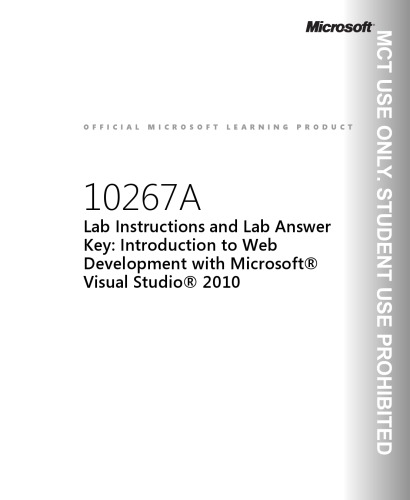 Microsoft
OFFICIAL MICROSOFT LEARNING PRODUCT
10267A
Lab Instructions and Lab Answer
Key: Introduction to Web
Development with Microsoft®
Visual Studio® 2010
MCT USE ONLY. STUDENT USE PROHIBITED